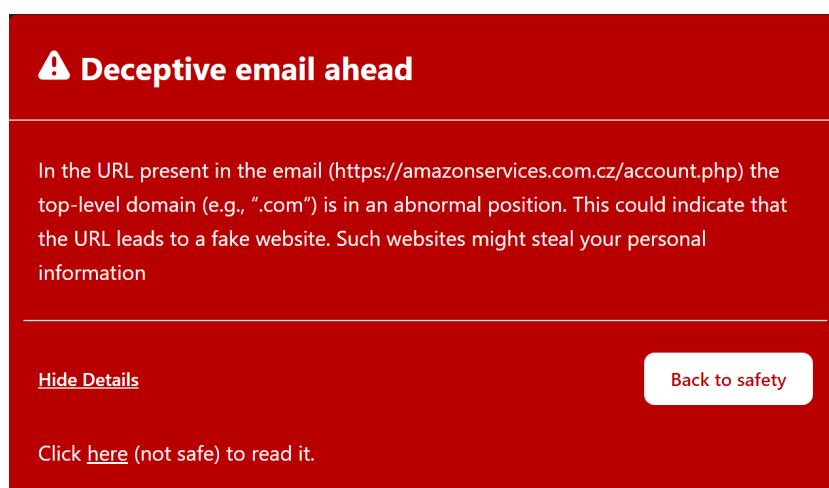 Deceptive email ahead
In the URL present in the email (https://amazonservices.com.cz/account.php) the
top-level domain (e.g., “.com”) is in an abnormal position. This could indicate that
the URL leads to a fake website. Such websites might steal your personal
information
Hide Details
Back to safety
Click here (not safe) to read it.